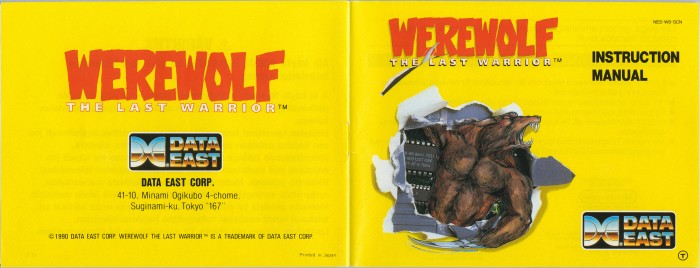 WEREWOLF
THE LAST WARRIOR™
DATA
EAST
DATA EAST CORP.
41-10, Minami Ogikubo 4-chome,
Suginami-ku, Tokyo "167"
©1990 DATA EAST CORP. WEREWOLF THE LAST WARRIOR™ IS A TRADEMARK OF DATA EAST CORP.
Printed in Japan
NES-W9-SCN
WEREWOLF
THE LAST WARRIOR™
INSTRUCTION
MANUAL
DATA
EAST
T